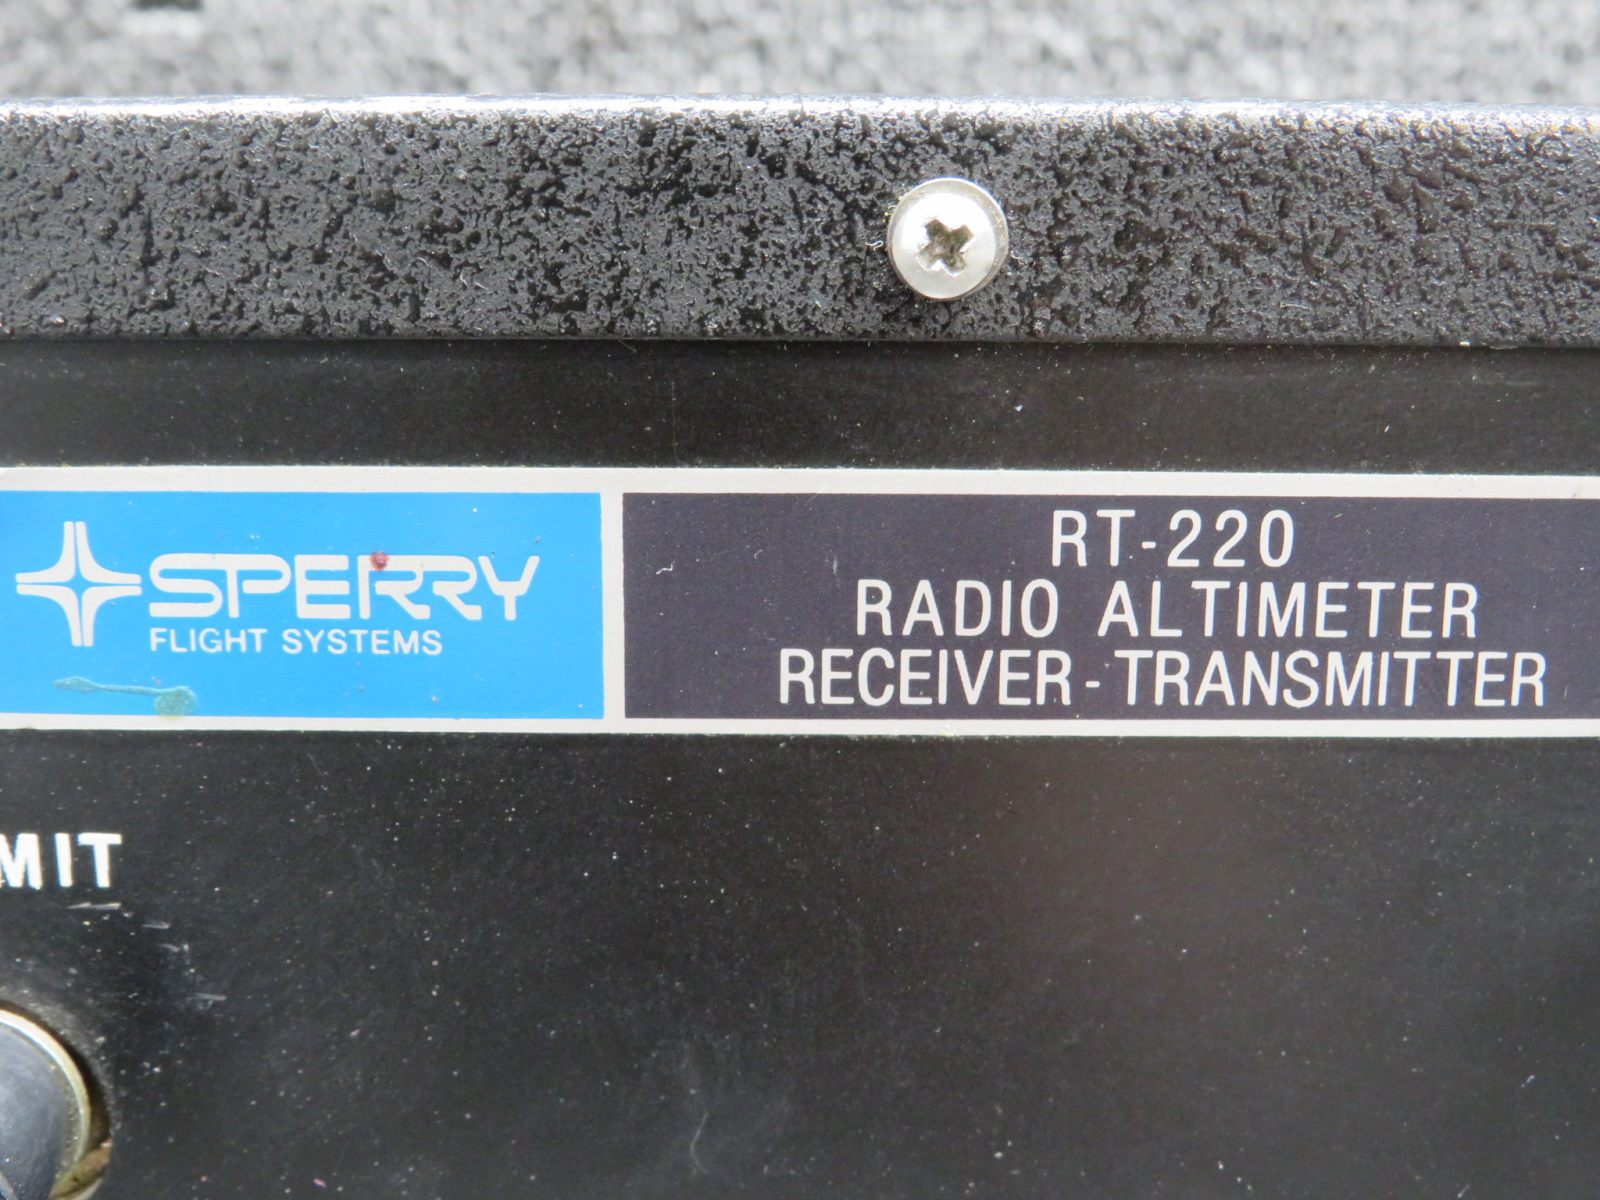 SPERRY
FLIGHT SYSTEMS
RT-220
RADIO ALTIMETER
RECEIVER-TRANSMITTER
MIT